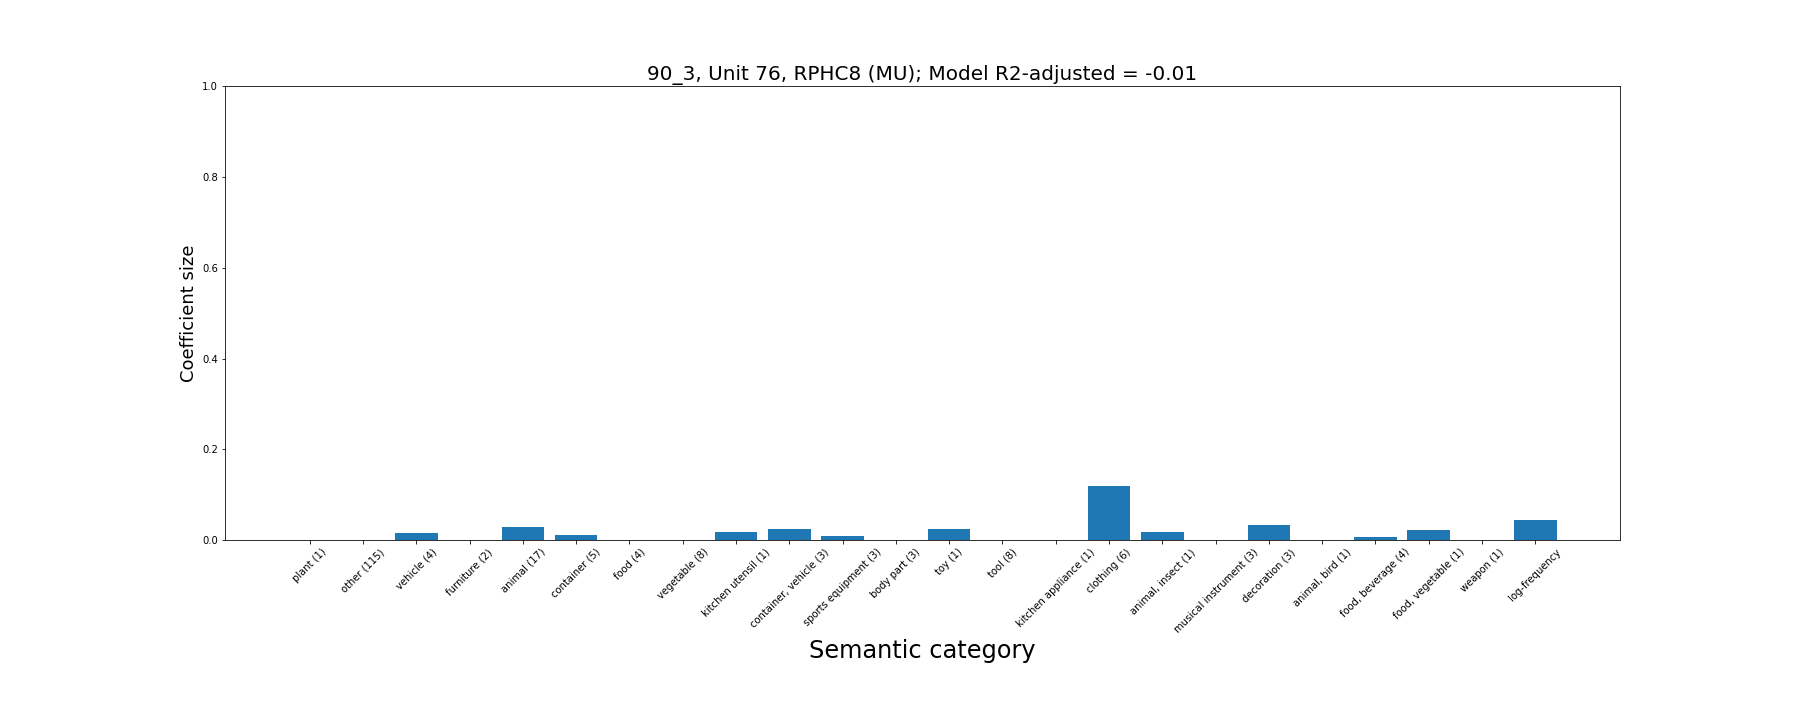 90_3, Unit 76, RPHC8 (MU); Model R2-adjusted = -0.01
1.0
0.8
0.6
0.4
0.2
0.0
Coefficient size
plant (1)
other (115)
vehicle (4)
furniture (2)
animal (17)
container (5)
food (4)
vegetable (8)
kitchen utensil (1)
container, vehicle (3)
sports equipment (3)
body part (3)
toy (1)
tool (8)
kitchen appliance (1)
clothing (6)
animal, insect (1)
musical instrument (3)
decoration (3)
animal, bird (1)
food, beverage (4)
food, vegetable (1)
weapon (1)
log-frequency
Semantic category